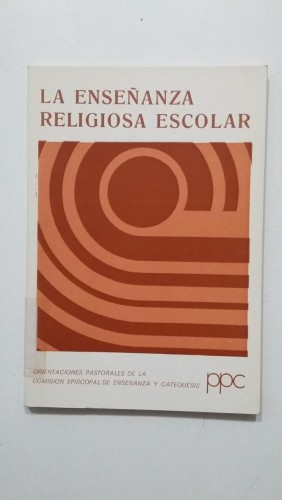 LA ENSEÑANZA
RELIGIOSA ESCOLAR
ORIENTACIONES PASTORALES DE LA
COMISION EPISCOPAL DE ENSEÑANZA Y CATEQUESIS
ppc